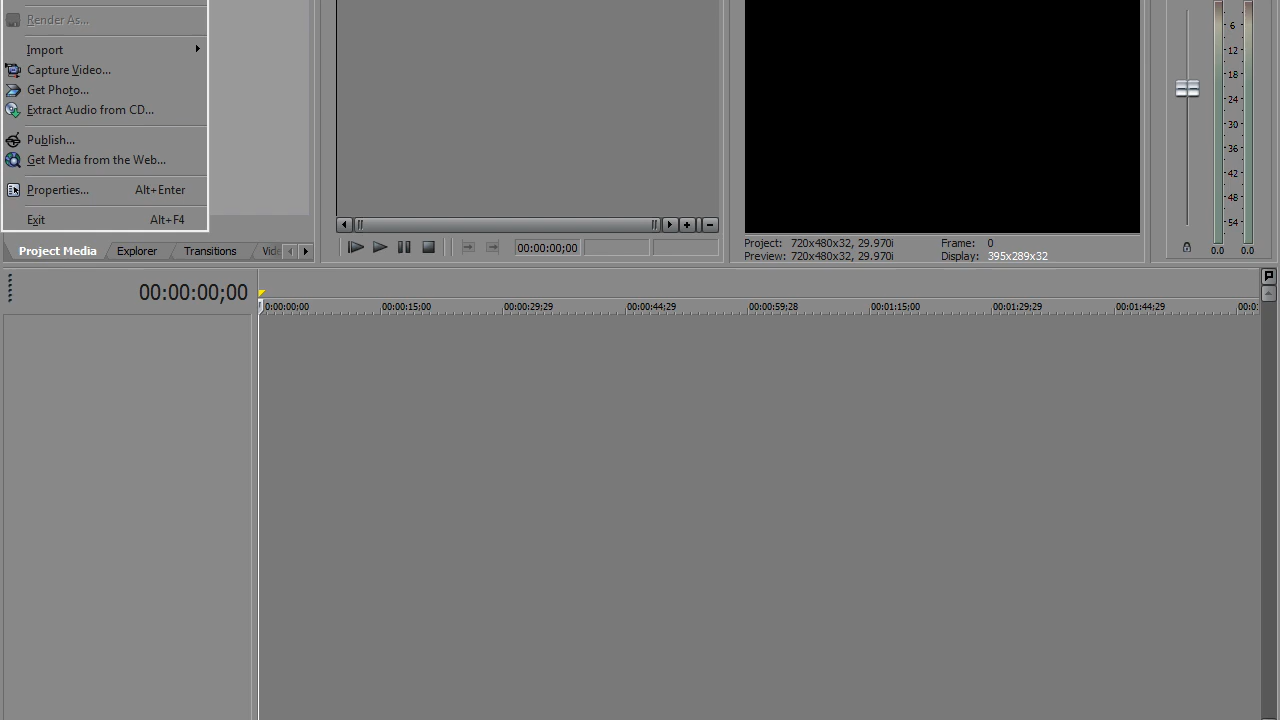 Render As...
Import
Capture Video...
Get Photo...
Extract Audio from CD...
Publish...
Get Media from the Web...
Properties... Alt+Enter
Exit Alt+F4
Project Media Explorer Transitions Vide
00:00:00;00
Project: 720x480x32, 29.970i Frame: 0
Preview: 720x480x32, 29.970i Display: 395x289x32
6
12
18
24
30
36
42
48
54
0.0 0.0
00:00:00;00
0:00:00;00 00:00:15;00 00:00:29;29 00:00:44;29 00:00:59;28 00:01:15;00 00:01:29;29 00:01:44;29 00:0